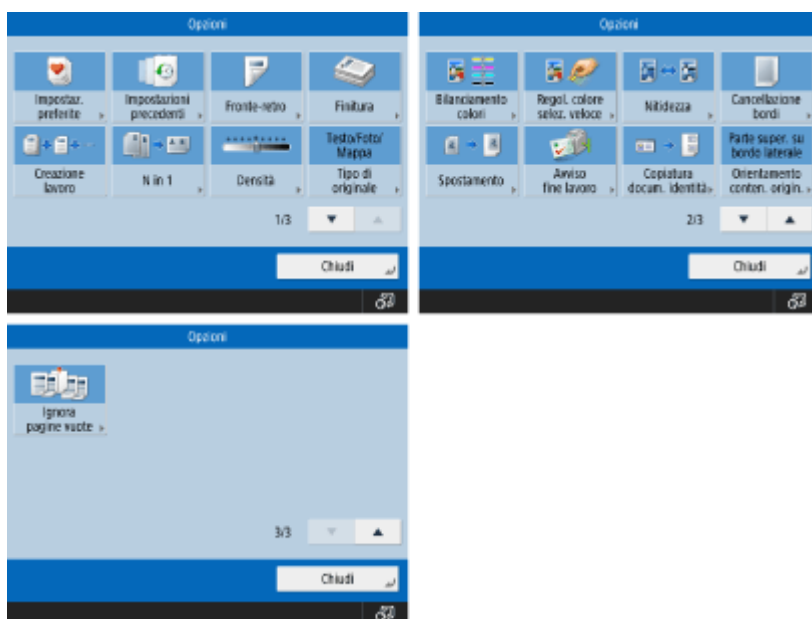 Opzioni
Impostaz.
preferite
Impostazioni
precedenti
Fronte-retro
Finitura
Creazione
lavoro
N in 1
Densità
Testo/Foto/
Mappa
Tipo di
originale
1/3
Chiudi
Opzioni
Bilanciamento
colori
Regol. colore
selez. veloce
Nitidezza
Cancellazione
bordi
Spostamento
Avviso
fine lavoro
Copiatura
docum. identità
Parte super. su
bordo laterale
Orientamento
conten. origin.
2/3
Chiudi
Opzioni
Ignora
pagine vuote
3/3
Chiudi